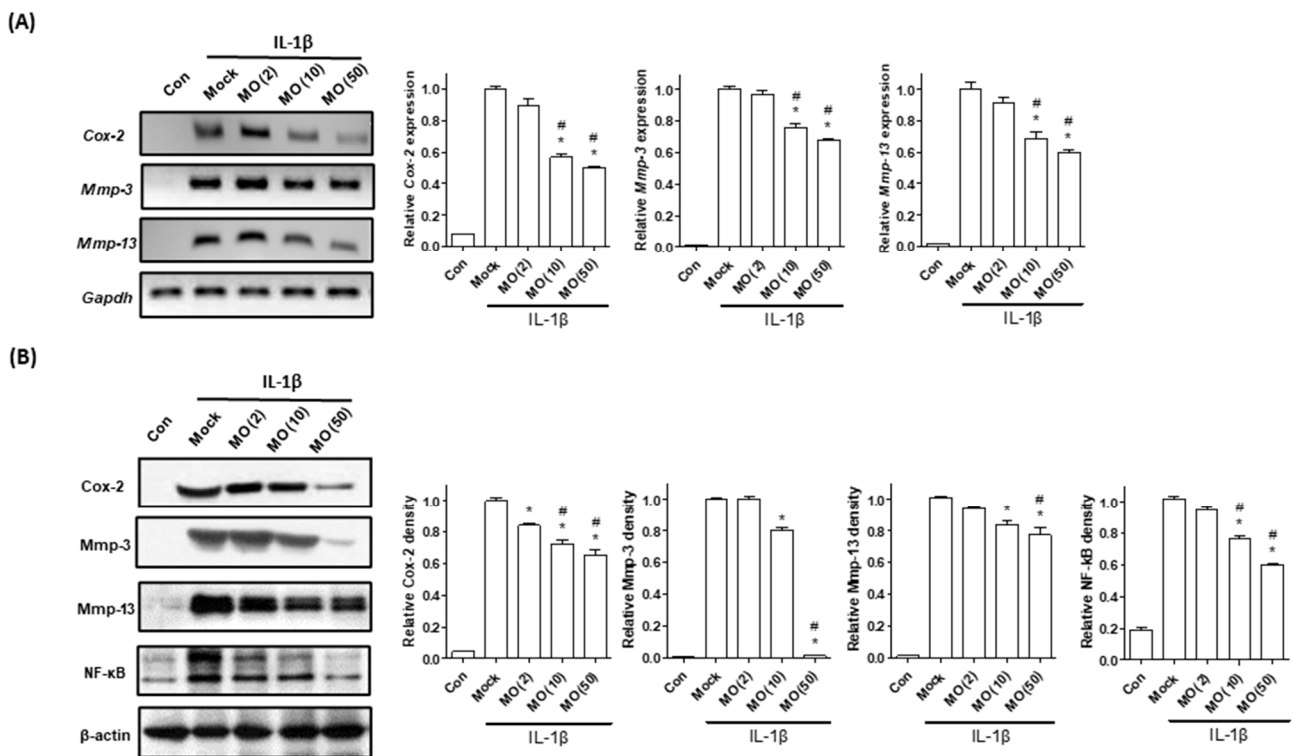 (A)
IL-1β
Con Mock MO(2) MO(10) MO(50)
Cox-2
Mmp-3
Mmp-13
Gapdh
Relative Cox-2 expression
1.0
0.8
0.6
0.4
0.2
0.0
# #
* *
Con Mock MO(2) MO(10) MO(50)
IL-1β
Relative Mmp-3 expression
1.0
0.8
0.6
0.4
0.2
0.0
# #
* *
Con Mock MO(2) MO(10) MO(50)
IL-1β
Relative Mmp-13 expression
1.0
0.8
0.6
0.4
0.2
0.0
# #
* *
Con Mock MO(2) MO(10) MO(50)
IL-1β
(B)
IL-1β
Con Mock MO(2) MO(10) MO(50)
Cox-2
Mmp-3
Mmp-13
NF-κB
β-actin
Relative Cox-2 density
1.0
0.8
0.6
0.4
0.2
0.0
* # #
* *
Con Mock MO(2) MO(10) MO(50)
IL-1β
Relative Mmp-3 density
1.0
0.8
0.6
0.4
0.2
0.0
* #
*
Con Mock MO(2) MO(10) MO(50)
IL-1β
Relative Mmp-13 density
1.0
0.8
0.6
0.4
0.2
0.0
* #
*
Con Mock MO(2) MO(10) MO(50)
IL-1β
Relative NF-kB density
1.0
0.8
0.6
0.4
0.2
0.0
# #
* *
Con Mock MO(2) MO(10) MO(50)
IL-1β